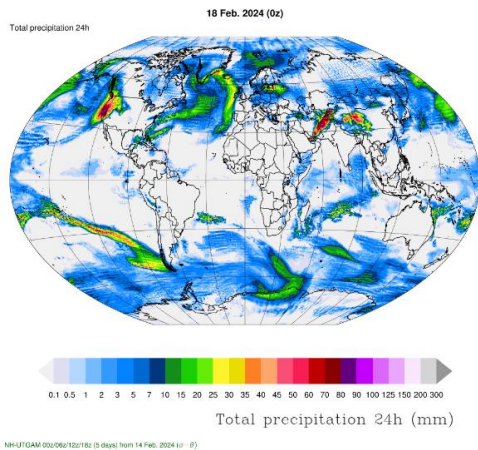 18 Feb. 2024 (0z)
Total precipitation 24h
0.1 0.5 1 2 3 5 7 10 15 20 25 30 35 40 45 50 60 70 80 90 100 125 150 200 300
Total precipitation 24h (mm)
NH-UTGAM 00z/06z/12z/18z (5 days) from 14 Feb. 2024 (σ−θ)